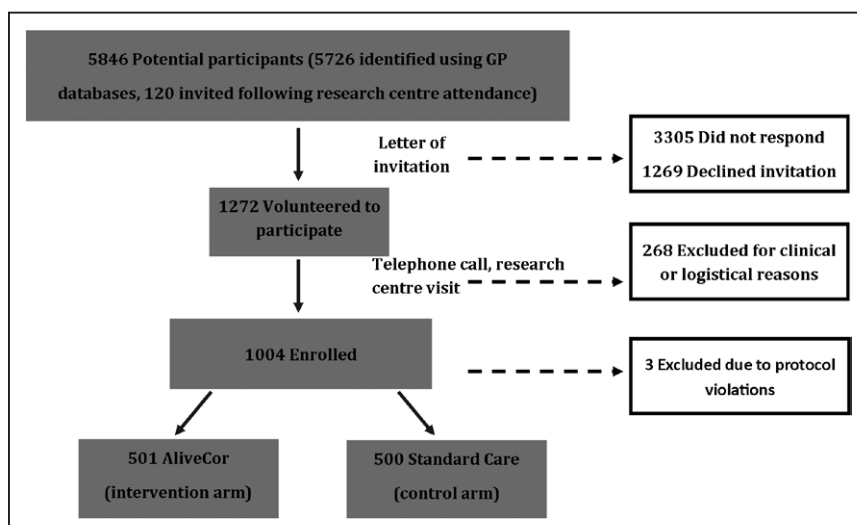 5846 Potential participants (5726 identified using GP
databases, 120 invited following research centre attendance)
Letter of
invitation
3305 Did not respond
1269 Declined invitation
1272 Volunteered to
participate
Telephone call, research
centre visit
268 Excluded for clinical
or logistical reasons
1004 Enrolled
3 Excluded due to protocol
violations
501 AliveCor
(intervention arm)
500 Standard Care
(control arm)